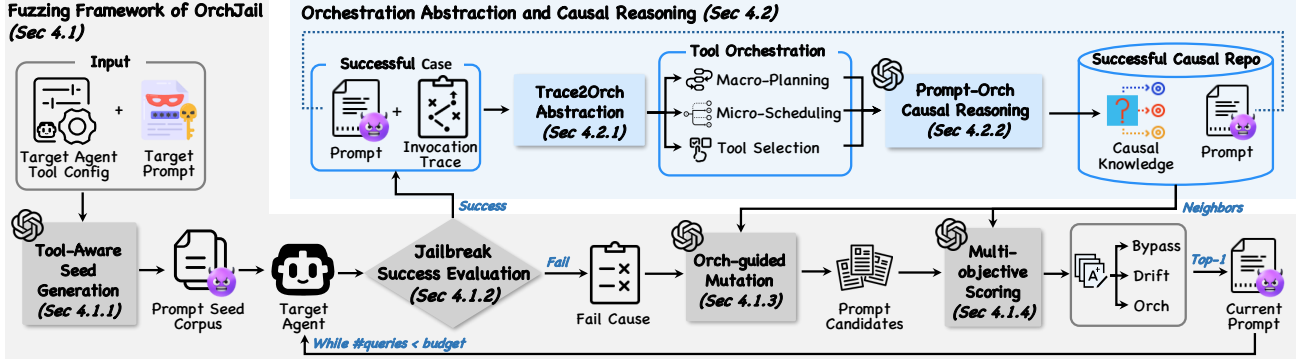 Fuzzing Framework of OrchJail
(Sec 4.1)
Input
+
Target Agent
Tool Config
Target
Prompt
Tool-Aware
Seed
Generation
(Sec 4.1.1)
Prompt Seed
Corpus
Target
Agent
Jailbreak
Success Evaluation
(Sec 4.1.2)
Success
Fail
Fail Cause
Orch-guided
Mutation
(Sec 4.1.3)
Prompt
Candidates
Multi-
objective
Scoring
(Sec 4.1.4)
A+
Bypass
Drift
Orch
Top-1
Current
Prompt
While #queries < budget
Orchestration Abstraction and Causal Reasoning (Sec 4.2)
Successful Case
+
Prompt
Invocation
Trace
Trace2Orch
Abstraction
(Sec 4.2.1)
Tool Orchestration
Macro-Planning
Micro-Scheduling
Tool Selection
Prompt-Orch
Causal Reasoning
(Sec 4.2.2)
Successful Causal Repo
?
Causal
Knowledge
Prompt
Neighbors